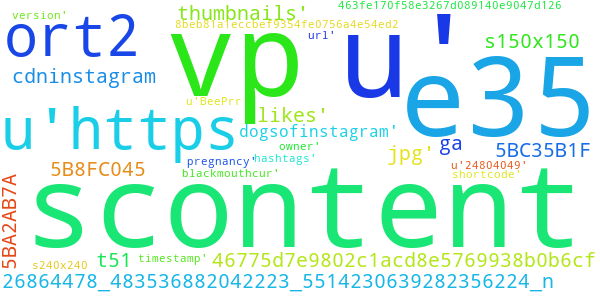 version'
thumbnails'
463fe170f58e3267d089140e9047d126
ort2
8beb81a1eccbef9354fe0756a4e54ed2
vp
u'
url'
s150x150
cdninstagram
e35
u'BeePrr
likes'
u'https
dogsofinstagram'
owner'
jpg'
ga
5BC35B1F
hashtags'
pregnancy'
u'24804049'
5B8FC045
blackmouthcur'
shortcode'
5BA2AB7A
scontent
s240x240
t51
timestamp'
46775d7e9802c1acd8e5769938b0b6cf
26864478_483536882042223_5514230639282356224_n